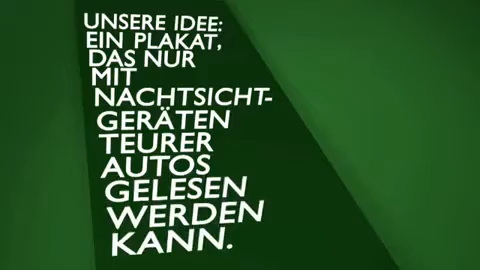 UNSERE IDEE:
EIN PLAKAT,
DAS NUR
MIT
NACHTSICHT-
GERÄTEN
TEURER
AUTOS
GELESEN
WERDEN
KANN.